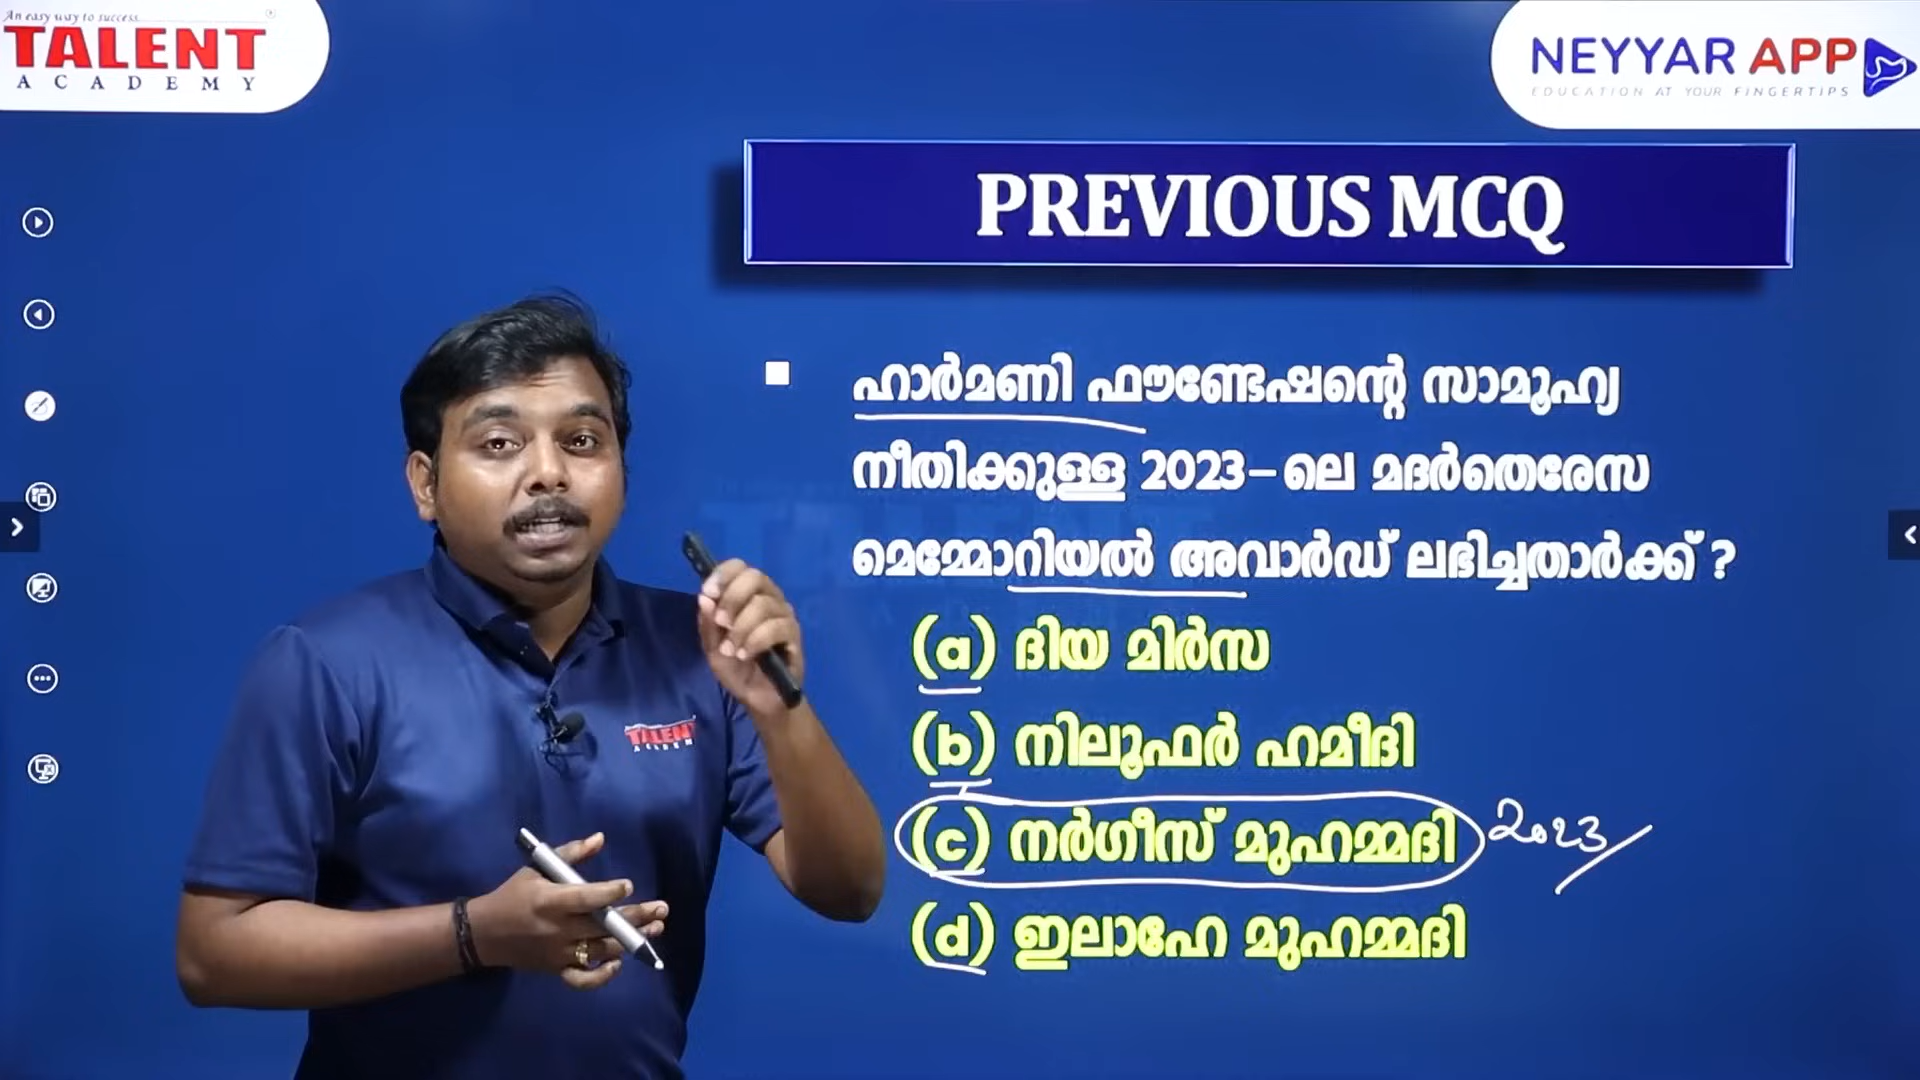 An easy way to success...
TALENT
ACADEMY
NEYYAR APP
EDUCATION AT YOUR FINGERTIPS
PREVIOUS MCQ
ഹാർമണി ഫൗണ്ടേഷന്റെ സാമൂഹ്യ
നീതിക്കുള്ള 2023-ലെ മദർതെരേസ
മെമ്മോറിയൽ അവാർഡ് ലഭിച്ചതാർക്ക് ?
(a) ദിയ മിർസ
(b) നിലൂഫർ ഹമീദി
(c) നർഗീസ് മുഹമ്മദി
2023
(d) ഇലാഹേ മുഹമ്മദി
TALENT